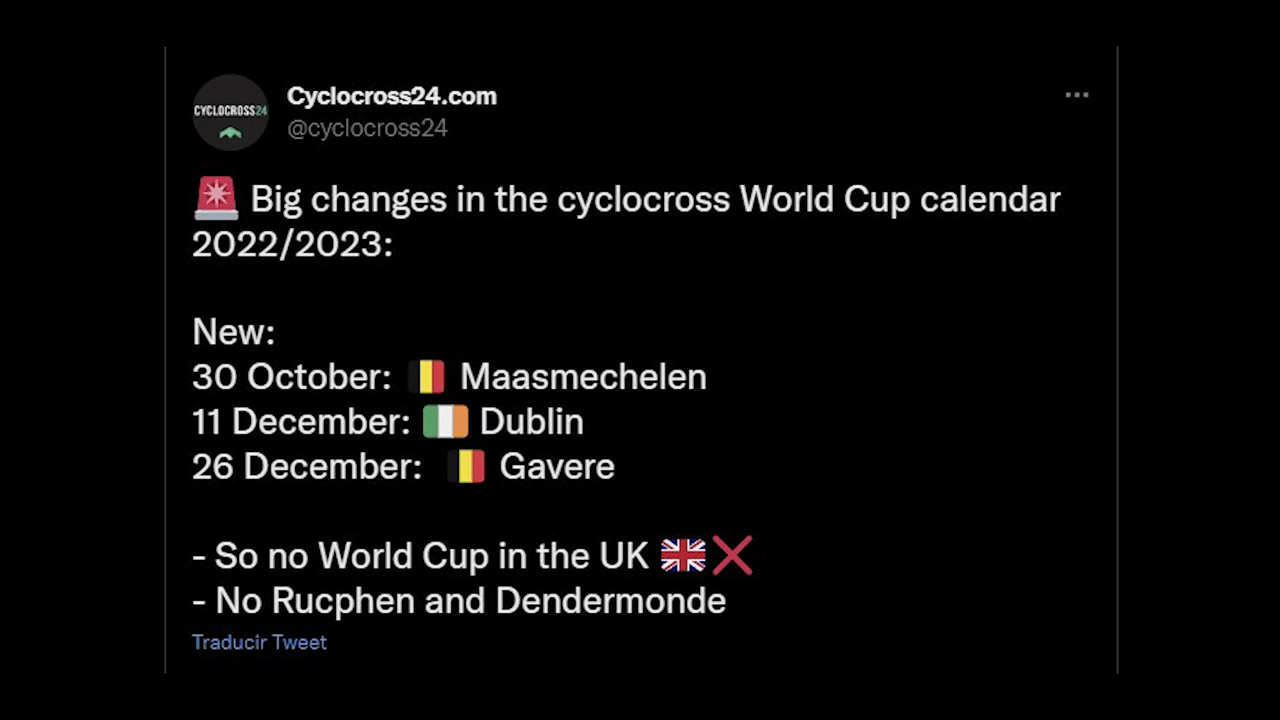 CYCLOCROSS24
Cyclocross24.com
@cyclocross24
🚨 Big changes in the cyclocross World Cup calendar
2022/2023:
New:
30 October: 🇧🇪 Maasmechelen
11 December: 🇮🇪 Dublin
26 December: 🇧🇪 Gavere
- So no World Cup in the UK 🇬🇧❌
- No Rucphen and Dendermonde
Traducir Tweet